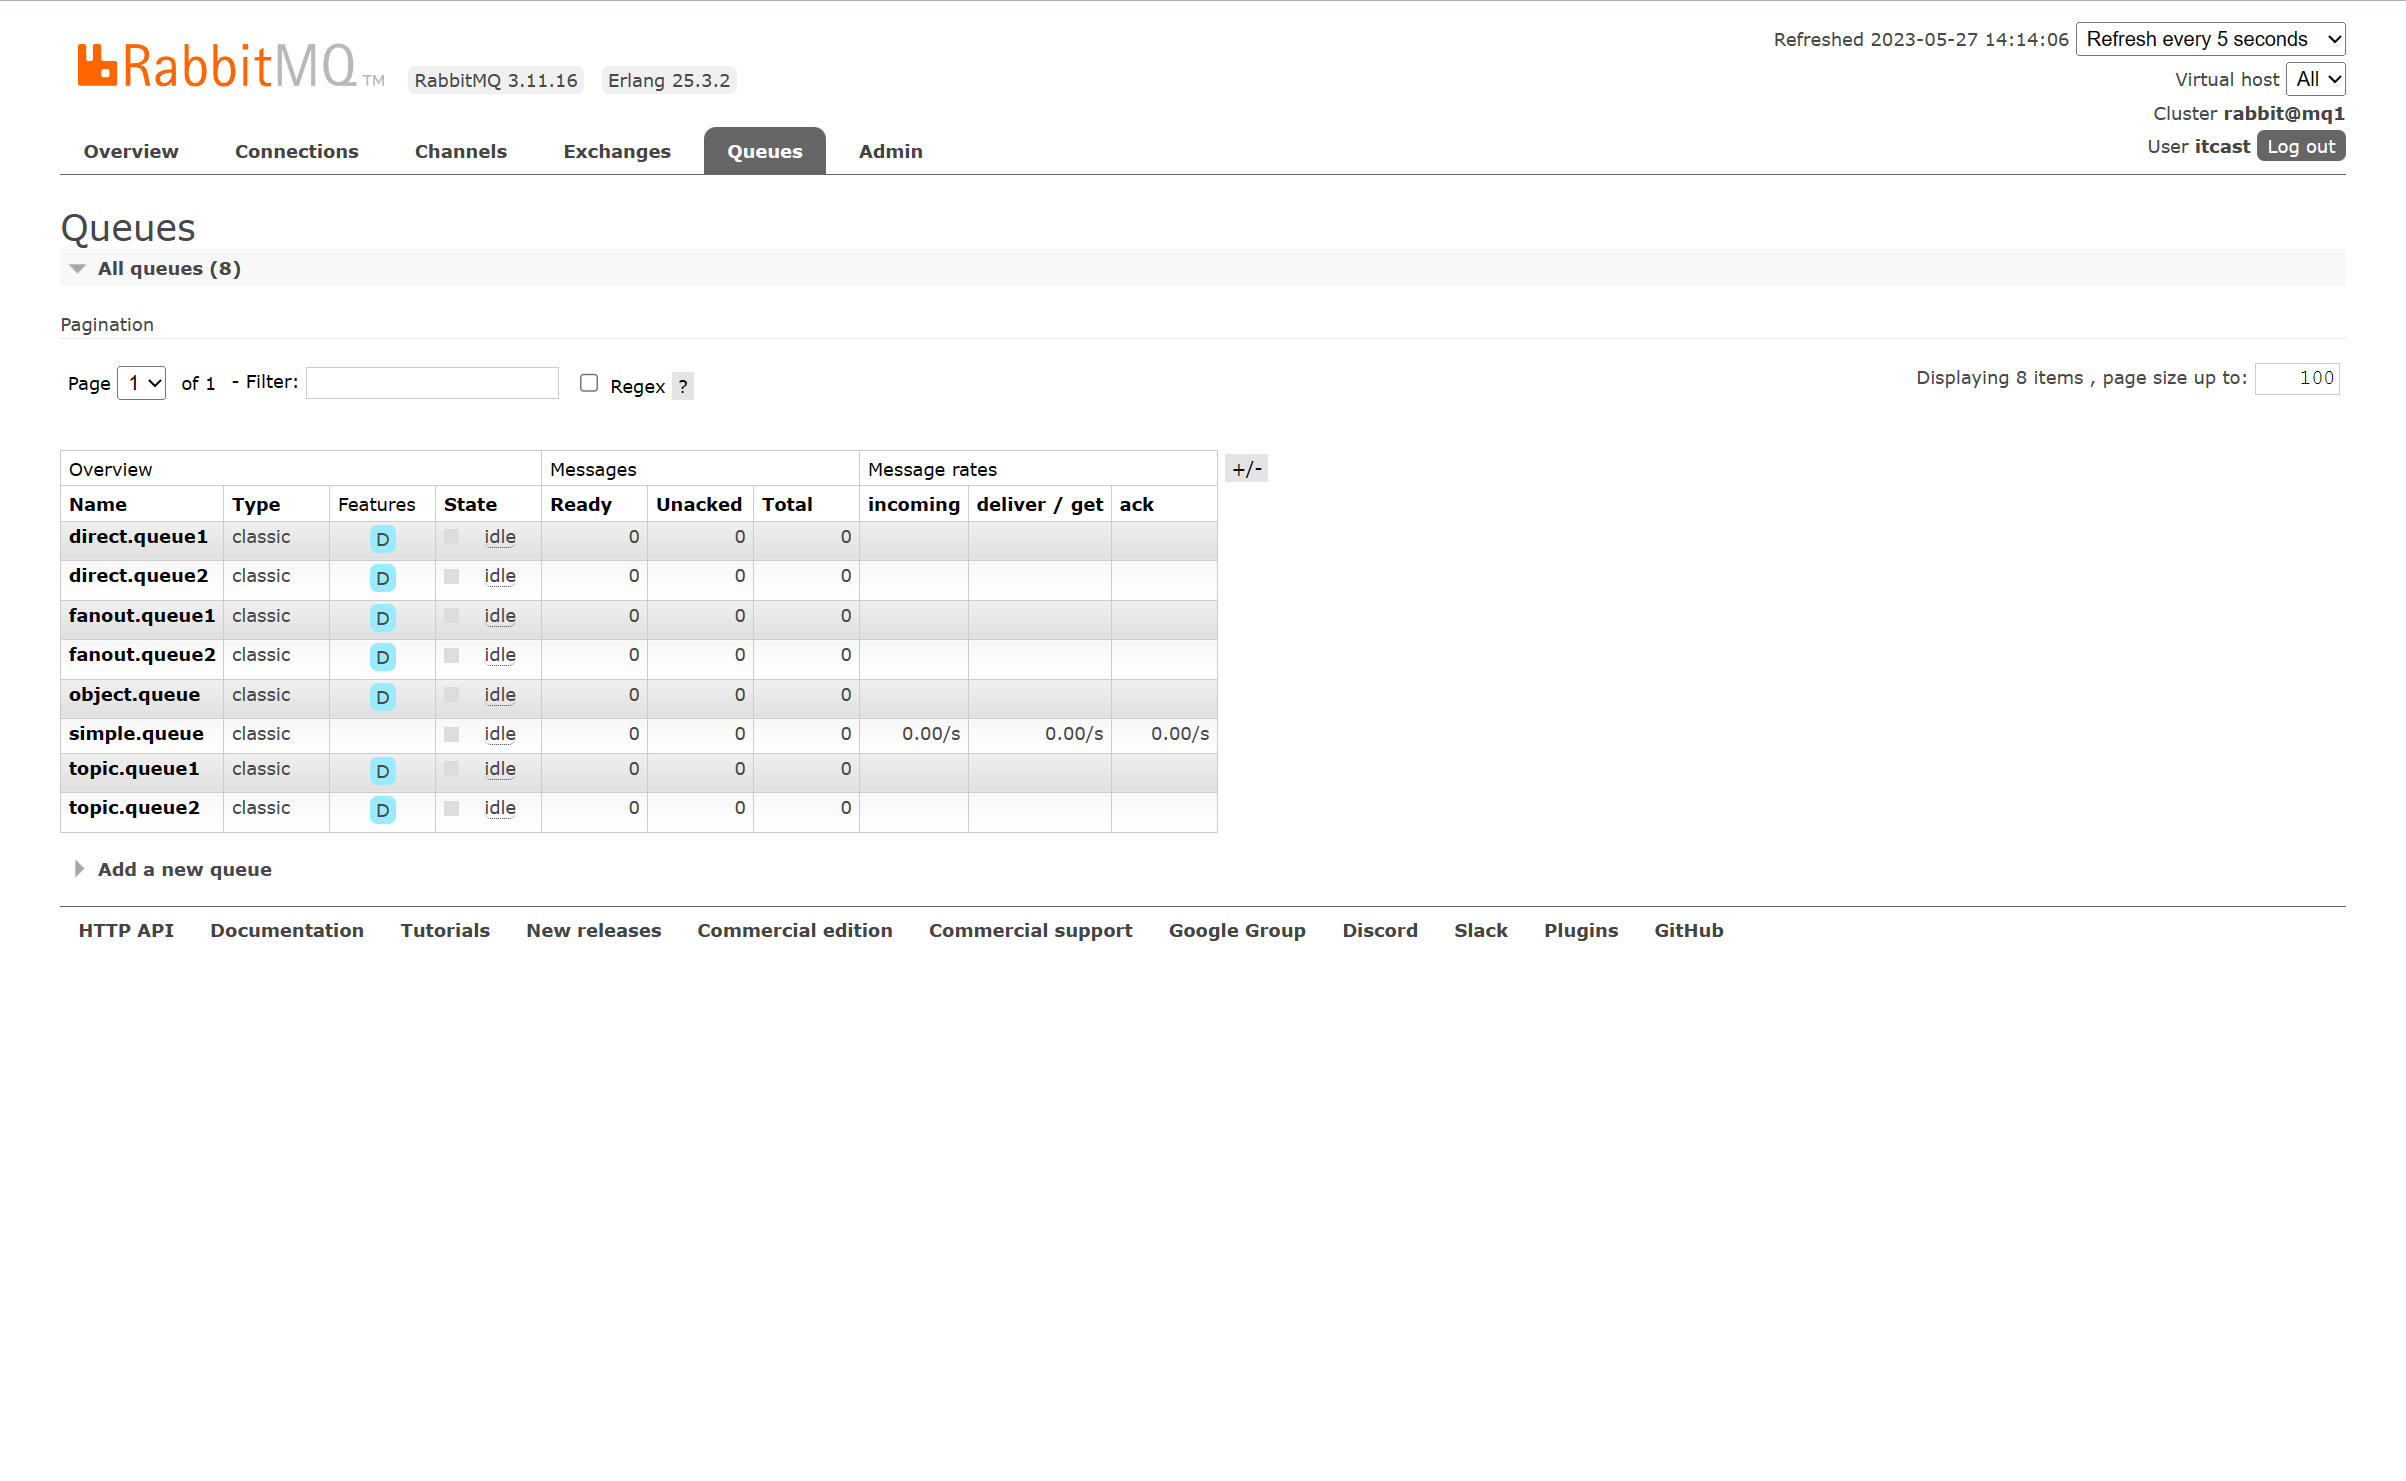 RabbitMQ TM RabbitMQ 3.11.16 Erlang 25.3.2
Refreshed 2023-05-27 14:14:06 Refresh every 5 seconds
Virtual host All
Cluster rabbit@mq1
User itcast Log out
Overview Connections Channels Exchanges Queues Admin
Queues
All queues (8)
Pagination
Page 1 of 1 - Filter: Regex ?
Displaying 8 items , page size up to: 100
Overview Messages Message rates +/-
Name Type Features State Ready Unacked Total incoming deliver / get ack
direct.queue1 classic D idle 0 0 0
direct.queue2 classic D idle 0 0 0
fanout.queue1 classic D idle 0 0 0
fanout.queue2 classic D idle 0 0 0
object.queue classic D idle 0 0 0
simple.queue classic idle 0 0 0 0.00/s 0.00/s 0.00/s
topic.queue1 classic D idle 0 0 0
topic.queue2 classic D idle 0 0 0
Add a new queue
HTTP API Documentation Tutorials New releases Commercial edition Commercial support Google Group Discord Slack Plugins GitHub